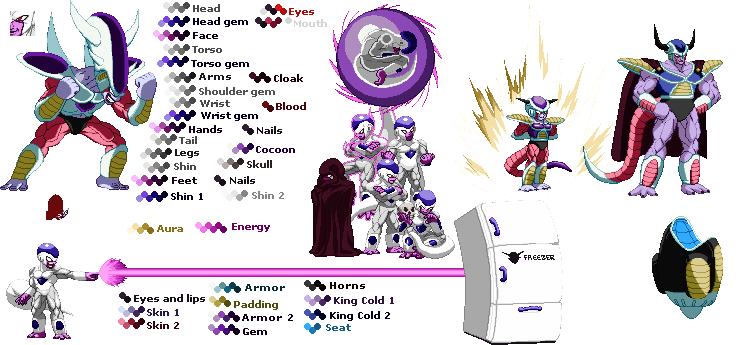 Head
Eyes
Head gem
Mouth
Face
Torso
Torso gem
Arms
Cloak
Shoulder gem
Wrist
Blood
Wrist gem
Hands
Nails
Tail
Legs
Cocoon
Shin
Skull
Feet
Nails
Shin 1
Shin 2
Aura
Energy
FREEZER
Eyes and lips
Skin 1
Skin 2
Armor
Padding
Armor 2
Gem
Horns
King Cold 1
King Cold 2
Seat